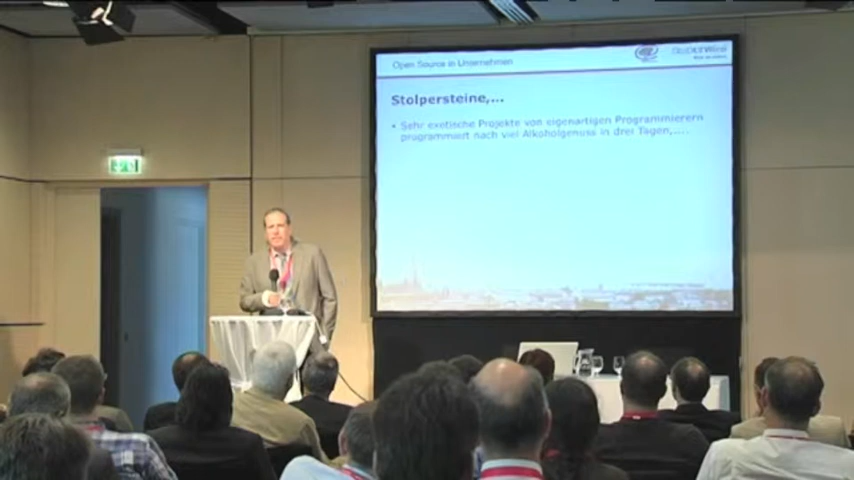 Open Source in Unternehmen
Stolpersteine,...
• Sehr exotische Projekte von eigenartigen Programmierern
programmiert nach viel Alkoholgenuss in drei Tagen,....